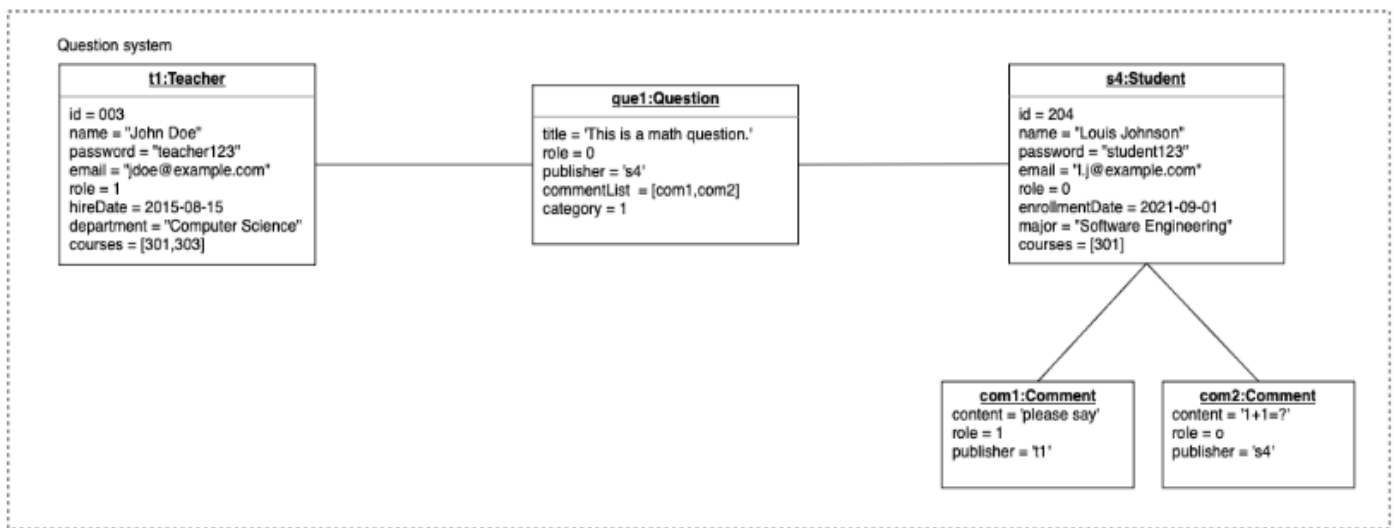 Question system
t1:Teacher
id = 003
name = "John Doe"
password = "teacher123"
email = "jdoe@example.com"
role = 1
hireDate = 2015-08-15
department = "Computer Science"
courses = [301,303]
que1:Question
title = 'This is a math question.'
role = 0
publisher = 's4'
commentList = [com1,com2]
category = 1
s4:Student
id = 204
name = "Louis Johnson"
password = "student123"
email = "l.j@example.com"
role = 0
enrollmentDate = 2021-09-01
major = "Software Engineering"
courses = [301]
com1:Comment
content = 'please say'
role = 1
publisher = 't1'
com2:Comment
content = '1+1=?'
role = o
publisher = 's4'